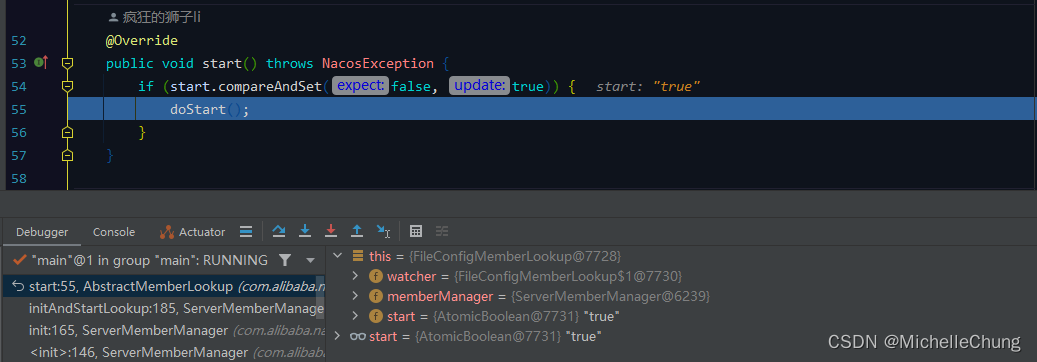 疯狂的狮子li
52 @Override
53 public void start() throws NacosException {
54 if (start.compareAndSet( expect: false, update: true)) { start: "true"
55 doStart();
56 }
57 }
58
Debugger Console Actuator
"main"@1 in group "main": RUNNING
start:55, AbstractMemberLookup (com.alibaba.n
initAndStartLookup:185, ServerMemberManage
init:165, ServerMemberManager (com.alibaba.na
<init>:146, ServerMemberManager (com.alibaba
this = {FileConfigMemberLookup@7728}
watcher = {FileConfigMemberLookup$1@7730}
memberManager = {ServerMemberManager@6239}
start = {AtomicBoolean@7731} "true"
start = {AtomicBoolean@7731} "true"
CSDN @MichelleChung